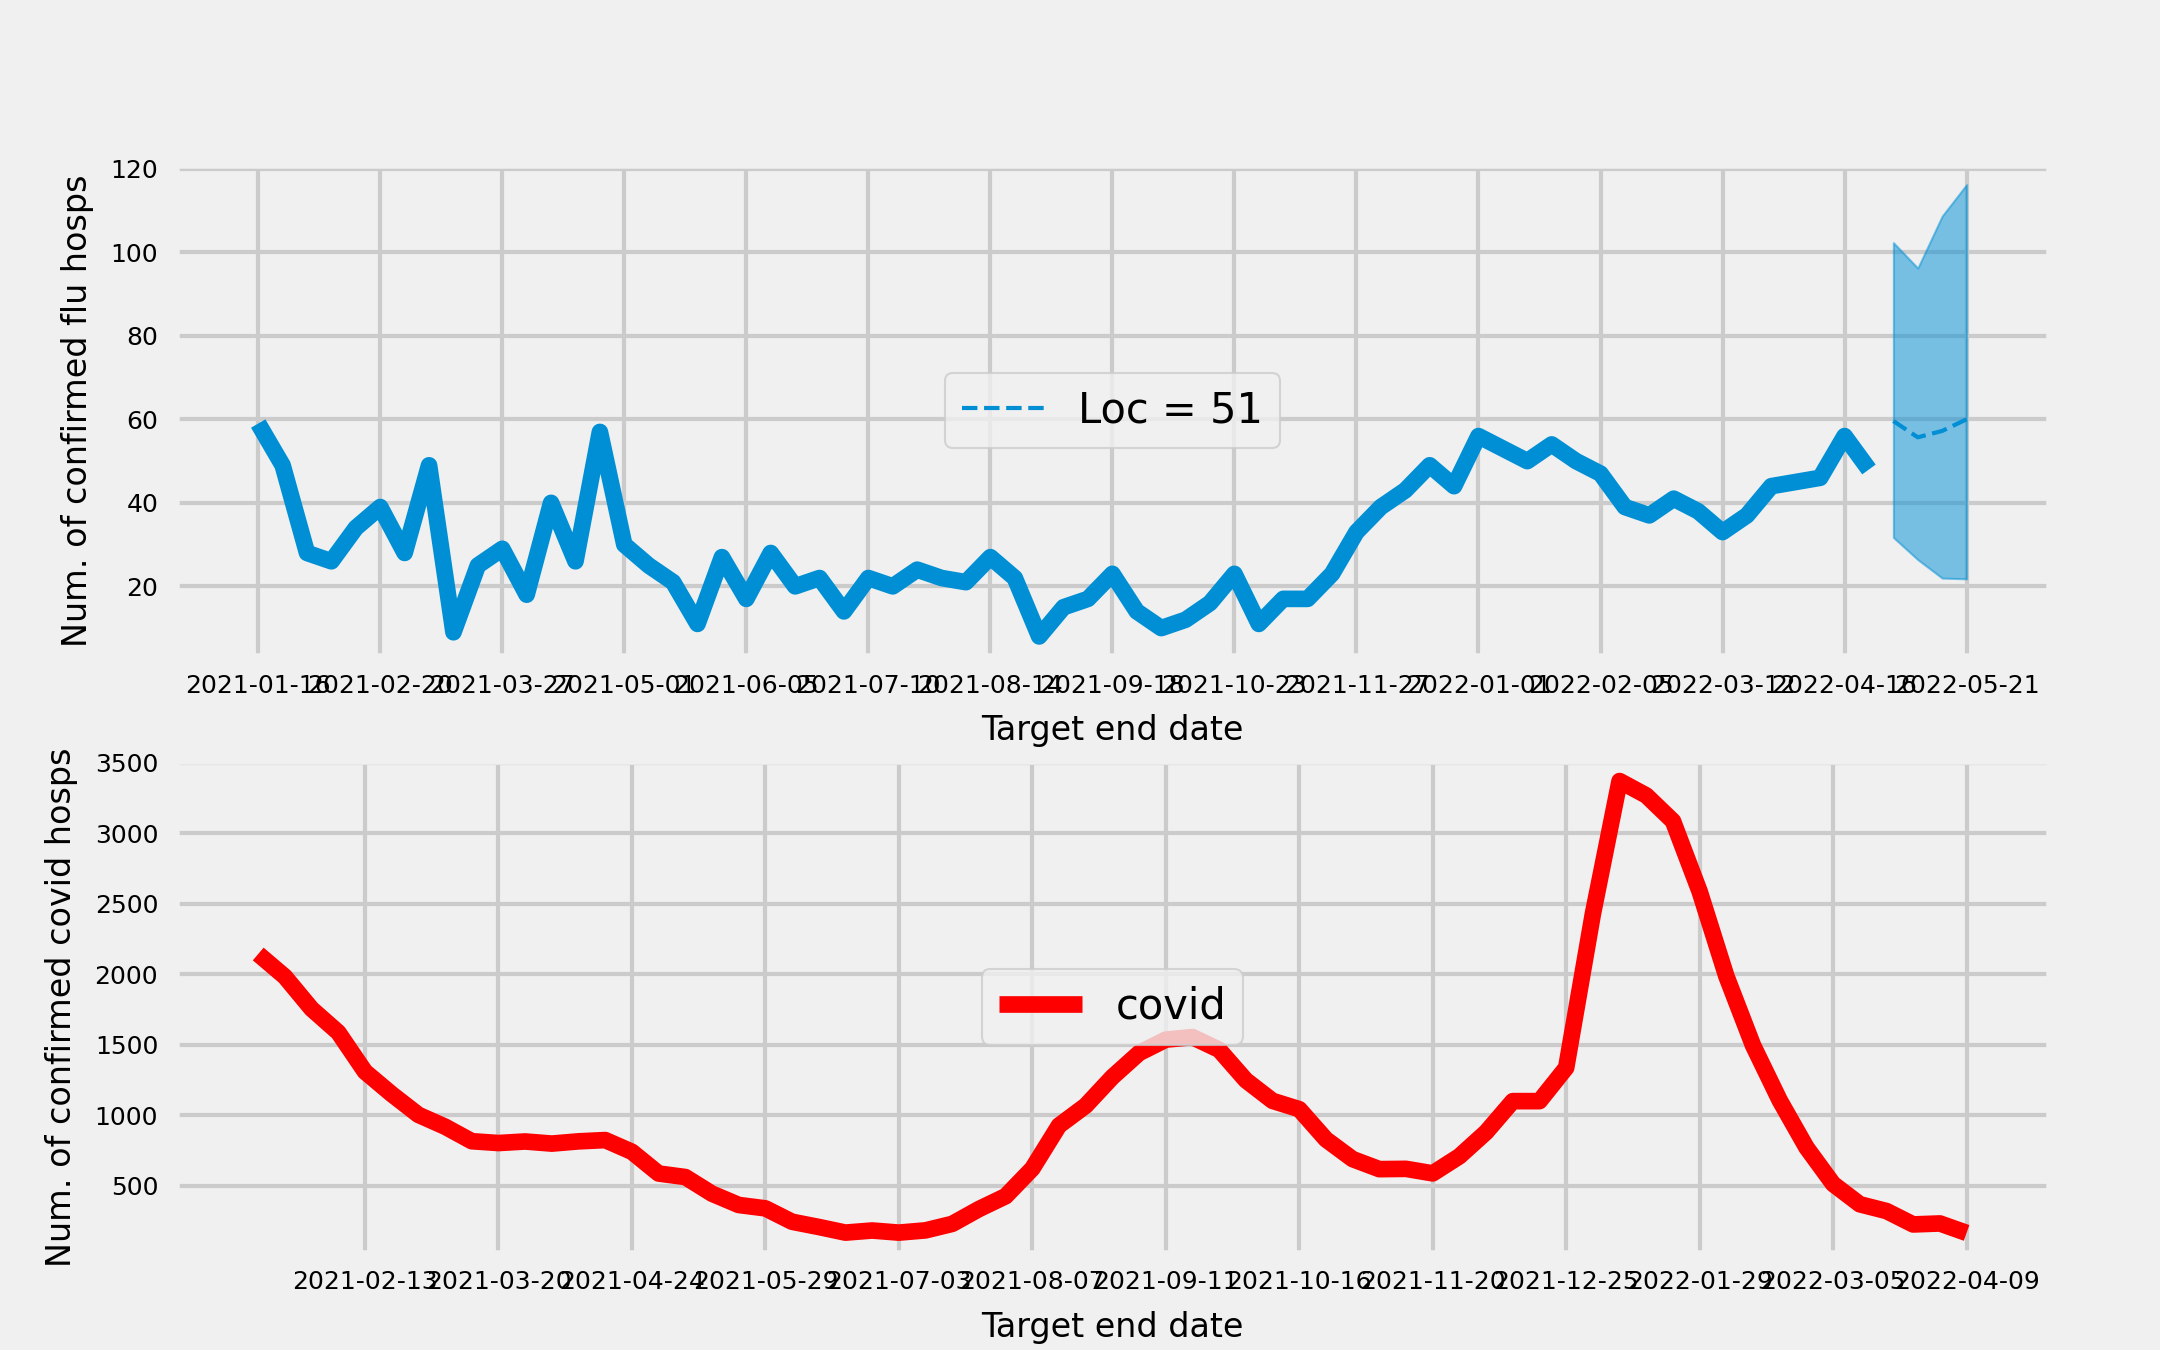 120
100
80
60
40
20
Num. of confirmed flu hosps
Loc = 51
2021-01-16 2021-02-20 2021-03-27 2021-05-01 2021-06-05 2021-07-10 2021-08-14 2021-09-18 2021-10-23 2021-11-27 2022-01-01 2022-02-05 2022-03-12 2022-04-16 2022-05-21
Target end date
3500
3000
2500
2000
1500
1000
500
Num. of confirmed covid hosps
covid
2021-02-13 2021-03-20 2021-04-24 2021-05-29 2021-07-03 2021-08-07 2021-09-11 2021-10-16 2021-11-20 2021-12-25 2022-01-29 2022-03-05 2022-04-09
Target end date